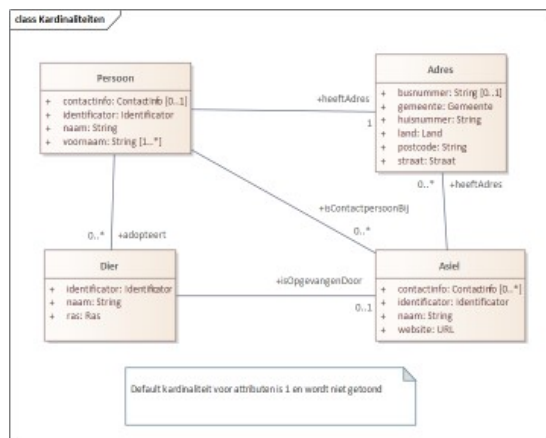 class Kardinaliteiten
Persoon
+ contactinfo: ContactInfo [0..1]
+ identificator: Identificator
+ naam: String
+ voornaam: String [1..*]
Adres
+ busnummer: String [0..1]
+ gemeente: Gemeente
+ huisnummer: String
+ land: Land
+ postcode: String
+ straat: Straat
+heeftAdres
1
0..*
+heeftAdres
+isContactpersoonBij
0..*
0..*
+adopteert
Dier
+ identificator: Identificator
+ naam: String
+ ras: Ras
+isOpgevangenDoor
0..1
Asiel
+ contactinfo: ContactInfo [0..*]
+ identificator: Identificator
+ naam: String
+ website: URL
Default kardinaliteit voor attributen is 1 en wordt niet getoond